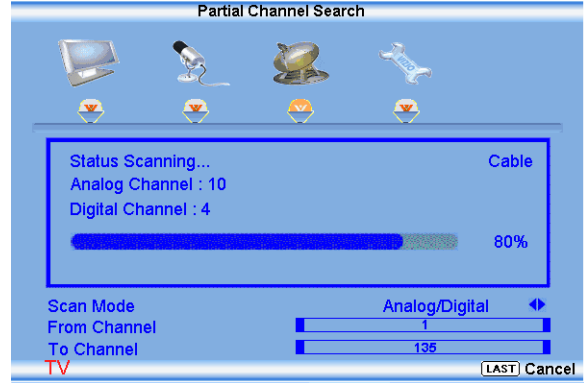 Partial Channel Search
Status Scanning... Cable
Analog Channel : 10
Digital Channel : 4
80%
Scan Mode Analog/Digital
From Channel 1
To Channel 135
TV LAST Cancel